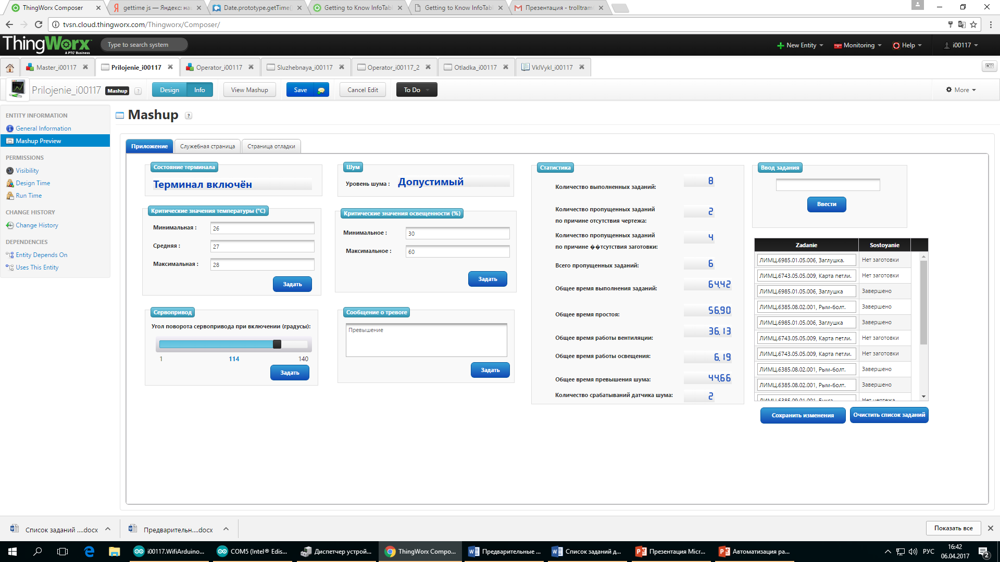 ThingWorx Composer
gettime js — Яндекс: на
Date.prototype.getTime(
Getting to Know InfoTabl
Getting to Know InfoTabl
Презентация - trolltram
tvsn.cloud.thingworx.com/Thingworx/Composer/
ThingWorx
A PTC Business
Type to search system
New Entity
Monitoring
Help
i00117
Master_i00117
Prilojenie_i00117
Operator_i00117
Sluzhebnaya_i00117
Operator_i00117_2
Otladka_i00117
VklVykl_i00117
Prilojenie_i00117
Mashup
?
Design
Info
View Mashup
Save
Cancel Edit
To Do
More
ENTITY INFORMATION
General Information
Mashup Preview
PERMISSIONS
Visibility
Design Time
Run Time
CHANGE HISTORY
Change History
DEPENDENCIES
Entity Depends On
Uses This Entity
Mashup
?
Приложение
Служебная страница
Страница отладки
Состояние терминала
Терминал включён
Шум
Уровень шума :
Допустимый
Критические значения температуры (°C)
Минимальная :
26
Средняя :
27
Максимальная :
28
Задать
Критические значения освещенности (%)
Минимальное :
30
Максимальное :
60
Задать
Сервопривод
Угол поворота сервопривода при включении (градусы):
1
114
140
Задать
Сообщение о тревоге
Превышение
Задать
Статистика
Количество выполненных заданий:
8
Количество пропущенных заданий
по причине отсутствия чертежа:
2
Количество пропущенных заданий
по причине ��тсутствия заготовки:
4
Всего пропущенных заданий:
6
Общее время выполнения заданий:
64.42
Общее время простоя:
56.90
Общее время работы вентиляции:
36.13
Общее время работы освещения:
6.19
Общее время превышения шума:
44.66
Количество срабатываний датчика шума:
2
Ввод задания
Ввести
Zadanie
Sostoyanie
ЛИМЦ.6985.01.05.006, Заглушка.
Нет заготовки
ЛИМЦ.6743.05.05.009, Карта петли.
Нет заготовки
ЛИМЦ.6985.01.05.006, Заглушка
Завершено
ЛИМЦ.6385.08.02.001, Рым-болт.
Завершено
ЛИМЦ.6985.01.05.006, Заглушка
Завершено
ЛИМЦ.6743.05.05.009, Карта петли.
Нет заготовки
ЛИМЦ.6743.05.05.009, Карта петли.
Нет заготовки
ЛИМЦ.6385.08.02.001, Рым-болт.
Завершено
ЛИМЦ.6385.08.02.001, Рым-болт.
Завершено
ЛИМЦ.6385.09.01.001, Букса
Нет чертежа
Сохранить изменения
Очистить список заданий
Список заданий ....docx
Предварительн....docx
Показать все
i00117.WifiArduino...
COM5 (Intel® Edis...
Диспетчер устрой...
ThingWorx Compo...
Предварительные ...
Список заданий д...
Презентация Micr...
Автоматизация ра...
РУС
16:42
06.04.2017
2